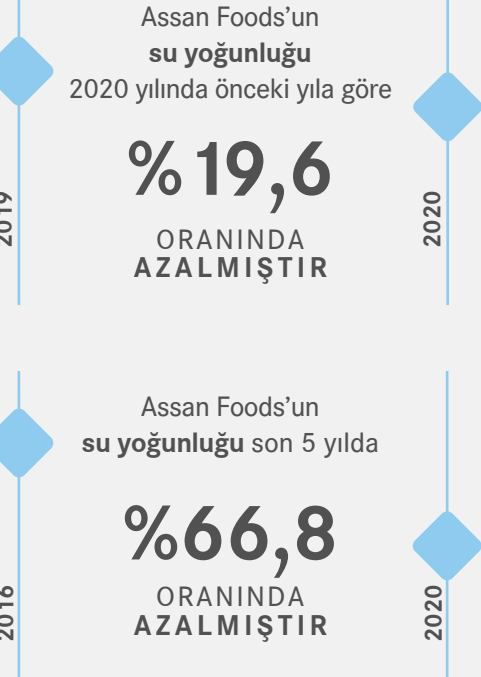 Assan Foods’un
su yoğunluğu
2020 yılında önceki yıla göre
%19,6
ORANINDA
AZALMIŞTIR
2019
2020
Assan Foods’un
su yoğunluğu son 5 yılda
%66,8
ORANINDA
AZALMIŞTIR
2016
2020